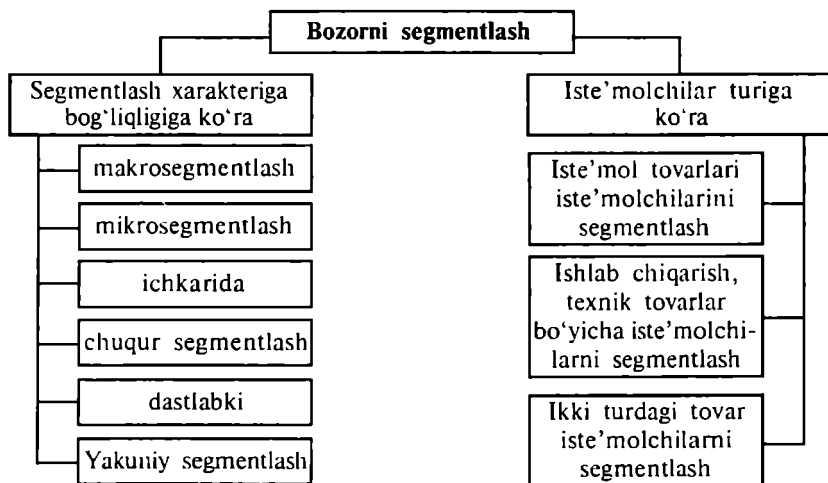 Bozorni segmentlash
Segmentlash xarakteriga
bog‘liqligiga ko‘ra
makrosegmentlash
mikrosegmentlash
ichkarida
chuqur segmentlash
dastlabki
Yakuniy segmentlash
Iste’molchilar turiga
ko‘ra
Iste’mol tovarlari
iste’molchilarini
segmentlash
Ishlab chiqarish,
texnik tovarlar
bo‘yicha iste’molchi-
larni segmentlash
Ikki turdagi tovar
iste’molchilarni
segmentlash